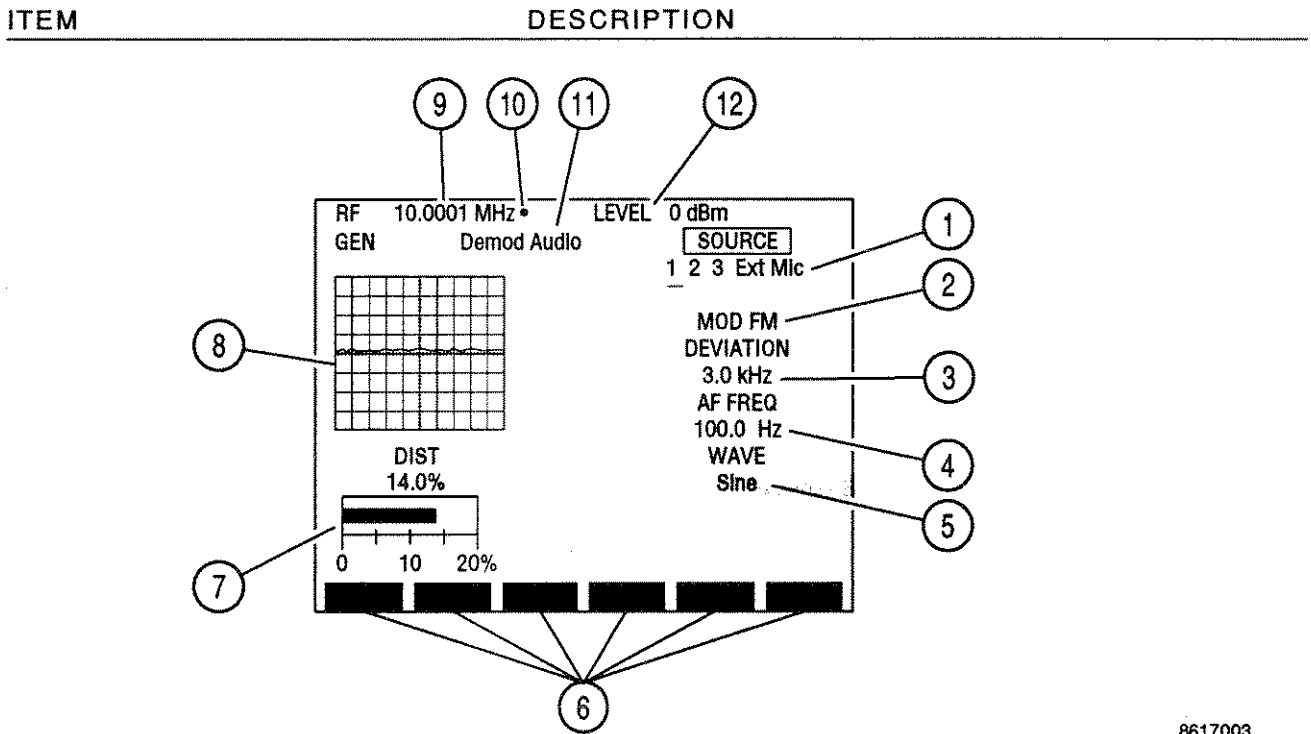 ITEM DESCRIPTION
9 10 11 12
RF 10.0001 MHz • LEVEL 0 dBm
GEN Demod Audio SOURCE
1 2 3 Ext Mic
1
2
MOD FM
DEVIATION
8
3.0 kHz
3
AF FREQ
100.0 Hz
4
DIST
WAVE
14.0%
Sine
5
7
0 10 20%
6
8617003